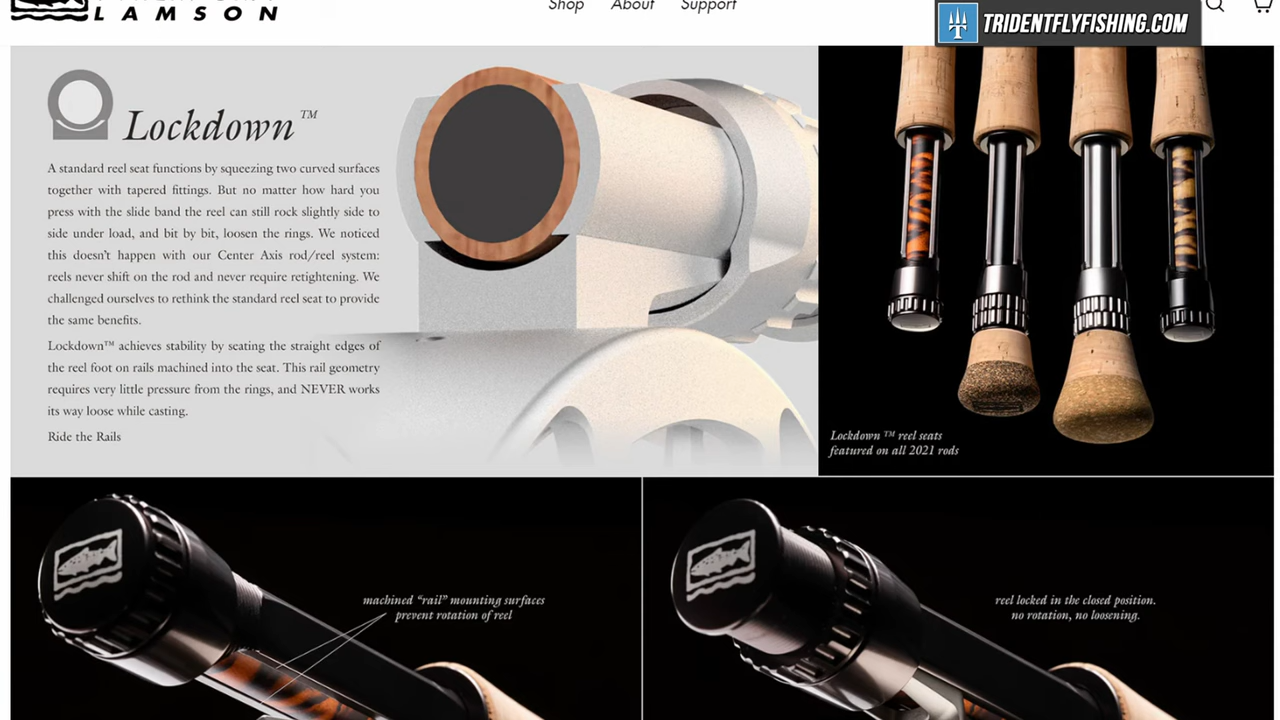 LAMSON
Shop About Support
TRIDENTFLYFISHING.COM
Lockdown™
A standard reel seat functions by squeezing two curved surfaces
together with tapered fittings. But no matter how hard you
press with the slide band the reel can still rock slightly side to
side under load, and bit by bit, loosen the rings. We noticed
this doesn't happen with our Center Axis rod/reel system:
reels never shift on the rod and never require retightening. We
challenged ourselves to rethink the standard reel seat to provide
the same benefits.
Lockdown™ achieves stability by seating the straight edges of
the reel foot on rails machined into the seat. This rail geometry
requires very little pressure from the rings, and NEVER works
its way loose while casting.
Ride the Rails
Lockdown ™ reel seats
featured on all 2021 rods
machined “rail” mounting surfaces
prevent rotation of reel
reel locked in the closed position.
no rotation, no loosening.